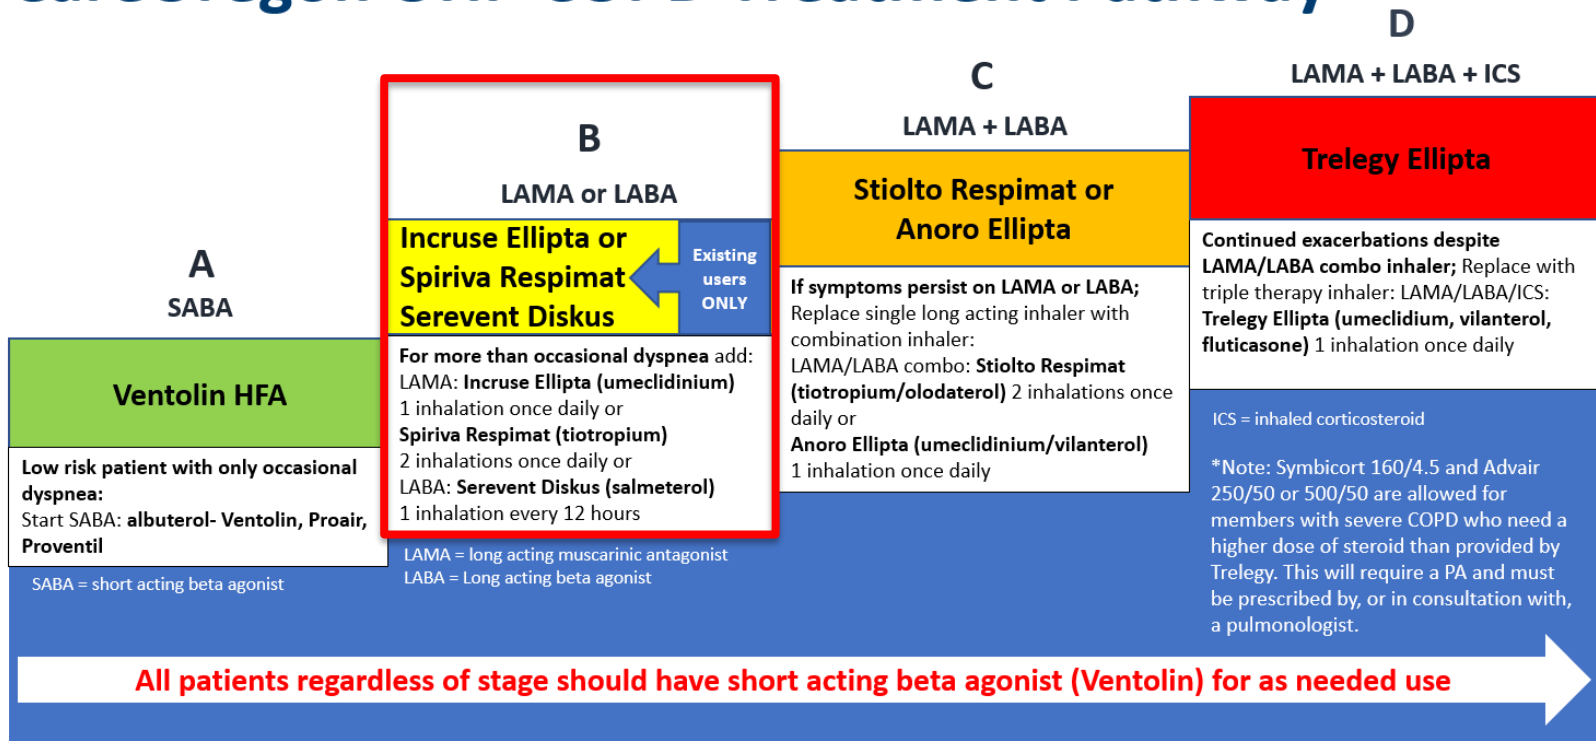 CareOregon COPD Treatment Pathway
A
SABA
Ventolin HFA
Low risk patient with only occasional
dyspnea:
Start SABA: albuterol- Ventolin, Proair,
Proventil
SABA = short acting beta agonist
B
LAMA or LABA
Incruse Ellipta or
Spiriva Respimat
Serevent Diskus
Existing
users
ONLY
For more than occasional dyspnea add:
LAMA: Incruse Ellipta (umeclidinium)
1 inhalation once daily or
Spiriva Respimat (tiotropium)
2 inhalations once daily or
LABA: Serevent Diskus (salmeterol)
1 inhalation every 12 hours
LAMA = long acting muscarinic antagonist
LABA = Long acting beta agonist
C
LAMA + LABA
Stiolto Respimat or
Anoro Ellipta
If symptoms persist on LAMA or LABA;
Replace single long acting inhaler with
combination inhaler:
LAMA/LABA combo: Stiolto Respimat
(tiotropium/olodaterol) 2 inhalations once
daily or
Anoro Ellipta (umeclidinium/vilanterol)
1 inhalation once daily
D
LAMA + LABA + ICS
Trelegy Ellipta
Continued exacerbations despite
LAMA/LABA combo inhaler; Replace with
triple therapy inhaler: LAMA/LABA/ICS:
Trelegy Ellipta (umeclidium, vilanterol,
fluticasone) 1 inhalation once daily
ICS = inhaled corticosteroid
*Note: Symbicort 160/4.5 and Advair
250/50 or 500/50 are allowed for
members with severe COPD who need a
higher dose of steroid than provided by
Trelegy. This will require a PA and must
be prescribed by, or in consultation with,
a pulmonologist.
All patients regardless of stage should have short acting beta agonist (Ventolin) for as needed use